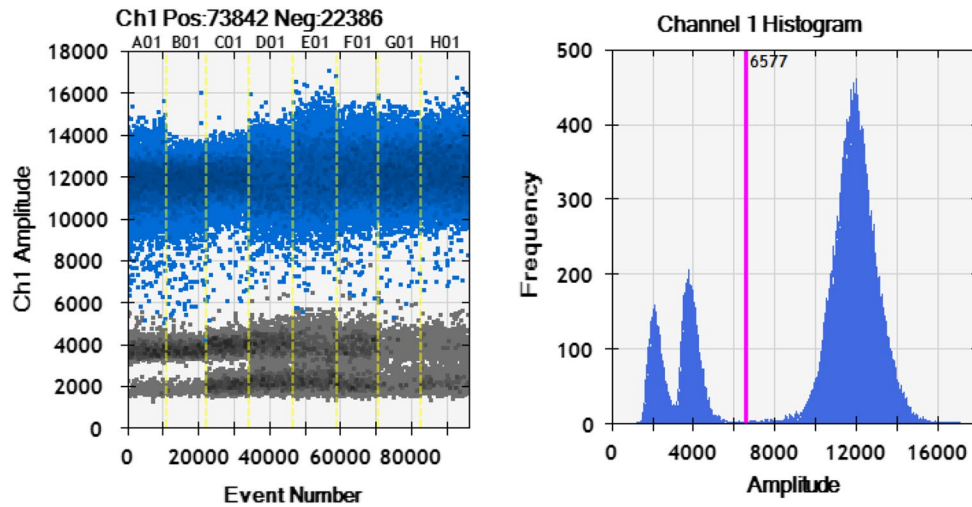 Ch1 Pos:73842 Neg:22386
18000
A01 B01 C01 D01 E01 F01 G01 H01
16000
14000
12000
10000
8000
6000
4000
2000
0
Ch1 Amplitude
0 20000 40000 60000 80000
Event Number
Channel 1 Histogram
500
6577
400
300
200
100
0
Frequency
0 4000 8000 12000 16000
Amplitude